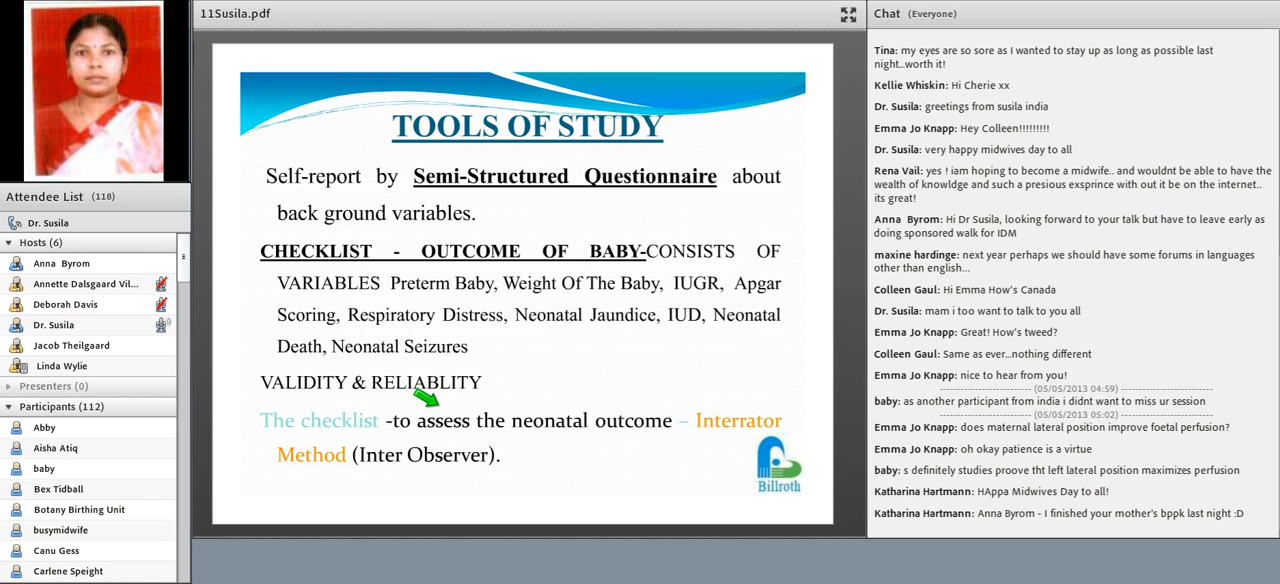 Attendee List (118)
Dr. Susila
Hosts (6)
Anna Byrom
Annette Dalsgaard Vil...
Deborah Davis
Dr. Susila
Jacob Theilgaard
Linda Wylie
Presenters (0)
Participants (112)
Abby
Aisha Atiq
baby
Bex Tidball
Botany Birthing Unit
busymidwife
Canu Gess
Carlene Speight
11Susila.pdf
TOOLS OF STUDY
Self-report by Semi-Structured Questionnaire about
back ground variables.
CHECKLIST - OUTCOME OF BABY-CONSISTS OF
VARIABLES Preterm Baby, Weight Of The Baby, IUGR, Apgar
Scoring, Respiratory Distress, Neonatal Jaundice, IUD, Neonatal
Death, Neonatal Seizures
VALIDITY & RELIABLITY
The checklist -to assess the neonatal outcome – Interrator
Method (Inter Observer).
Billroth
Chat (Everyone)
Tina: my eyes are so sore as I wanted to stay up as long as possible last
night..worth it!
Kellie Whiskin: Hi Cherie xx
Dr. Susila: greetings from susila india
Emma Jo Knapp: Hey Colleen!!!!!!!!!
Dr. Susila: very happy midwives day to all
Rena Vail: yes ! iam hoping to become a midwife.. and wouldnt be able to have the
wealth of knowldge and such a presious exsprince with out it be on the internet..
its great!
Anna Byrom: Hi Dr Susila, looking forward to your talk but have to leave early as
doing sponsored walk for IDM
maxine hardinge: next year perhaps we should have some forums in languages
other than english...
Colleen Gaul: Hi Emma How's Canada
Dr. Susila: mam i too want to talk to you all
Emma Jo Knapp: Great! How's tweed?
Colleen Gaul: Same as ever...nothing different
Emma Jo Knapp: nice to hear from you!
------------------- (05/05/2013 04:59) -------------------
baby: as another participant from india i didnt want to miss ur session
------------------- (05/05/2013 05:02) -------------------
Emma Jo Knapp: does maternal lateral position improve foetal perfusion?
Emma Jo Knapp: oh okay patience is a virtue
baby: s definitely studies proove tht left lateral position maximizes perfusion
Katharina Hartmann: HAppa Midwives Day to all!
Katharina Hartmann: Anna Byrom - I finished your mother's bppk last night :D